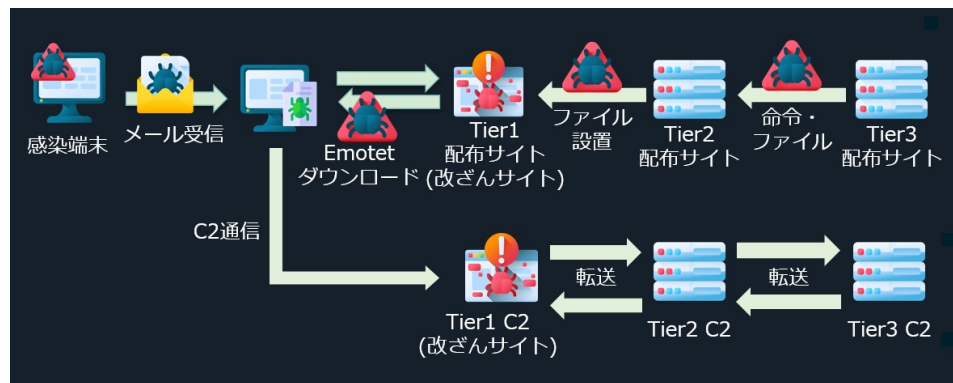 感染端末
メール受信
Emotet
ダウンロード
Tier1
配布サイト
(改ざんサイト)
ファイル
設置
Tier2
配布サイト
命令・
ファイル
Tier3
配布サイト
C2通信
Tier1 C2
(改ざんサイト)
転送
Tier2 C2
転送
Tier3 C2